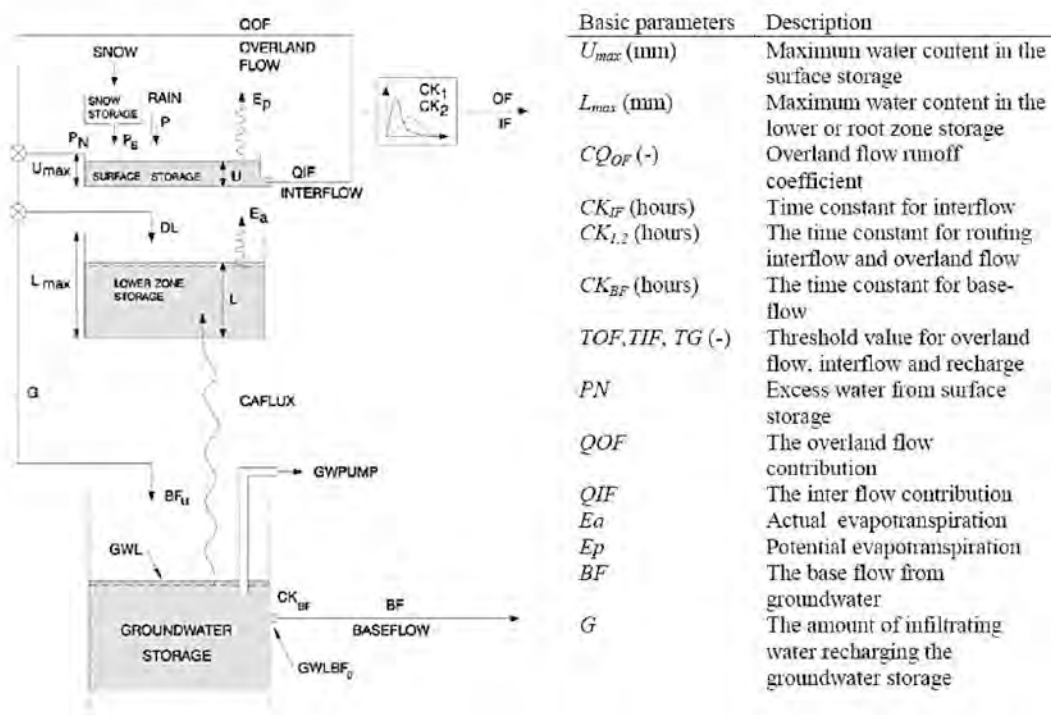 QOF
OVERLAND
FLOW
SNOW
SNOW
STORAGE
RAIN
P
PN
Ps
Ep
CK1
CK2
OF
IF
Umax
SURFACE STORAGE
U
QIF
INTERFLOW
DL
Ea
Lmax
LOWER ZONE
STORAGE
L
G
CAFLUX
GWPUMP
BFu
GWL
CKBF
BF
BASEFLOW
GROUNDWATER
STORAGE
GWLBF0
Basic parameters Description
Umax (mm) Maximum water content in the
surface storage
Lmax (mm) Maximum water content in the
lower or root zone storage
CQOF (-) Overland flow runoff
coefficient
CKIF (hours) Time constant for interflow
CK1,2 (hours) The time constant for routing
interflow and overland flow
CKBF (hours) The time constant for base-
flow
TOF, TIF, TG (-) Threshold value for overland
flow, interflow and recharge
PN Excess water from surface
storage
QOF The overland flow
contribution
QIF The inter flow contribution
Ea Actual evapotranspiration
Ep Potential evapotranspiration
BF The base flow from
groundwater
G The amount of infiltrating
water recharging the
groundwater storage